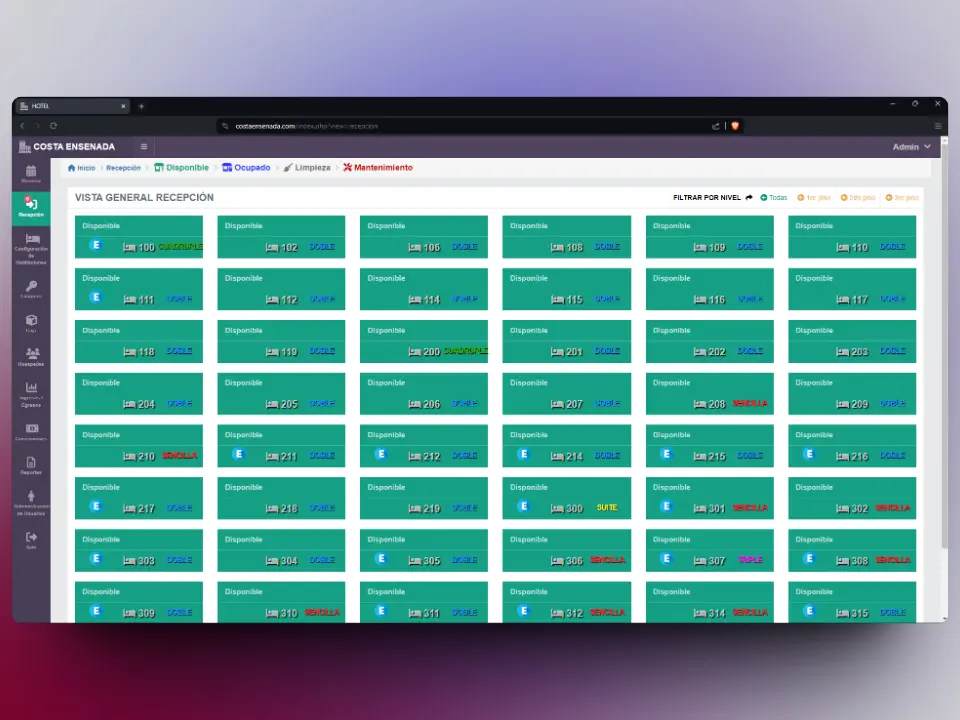 HOTEL
costaensenada.com/index.php?view=recepcion
COSTA ENSENADA
Admin
Inicio Recepción Disponible Ocupado Limpieza Mantenimiento
Recepción
Configuración
de
Habitaciones
Caja
Huespedes
Egresos
Reportes
de Usuarios
Salir
VISTA GENERAL RECEPCIÓN
FILTRAR POR NIVEL Todas 1er piso 2do piso 3er piso
Disponible Disponible Disponible Disponible Disponible Disponible
E 100 CUADRUPLE 102 DOBLE 106 DOBLE 108 DOBLE 109 DOBLE 110 DOBLE
Disponible Disponible Disponible Disponible Disponible Disponible
E 111 DOBLE 112 DOBLE 114 DOBLE 115 DOBLE 116 DOBLE 117 DOBLE
Disponible Disponible Disponible Disponible Disponible Disponible
118 DOBLE 119 DOBLE 200 CUADRUPLE 201 DOBLE 202 DOBLE 203 DOBLE
Disponible Disponible Disponible Disponible Disponible Disponible
204 DOBLE 205 DOBLE 206 DOBLE 207 DOBLE 208 SENCILLA 209 DOBLE
Disponible Disponible Disponible Disponible Disponible Disponible
210 SENCILLA E 211 DOBLE E 212 DOBLE E 214 DOBLE E 215 DOBLE E 216 DOBLE
Disponible Disponible Disponible Disponible Disponible Disponible
E 217 DOBLE 218 DOBLE 219 DOBLE E 300 SUITE E 301 SENCILLA 302 SENCILLA
Disponible Disponible Disponible Disponible Disponible Disponible
E 303 DOBLE 304 DOBLE E 305 DOBLE 306 SENCILLA E 307 TRIPLE E 308 SENCILLA
Disponible Disponible Disponible Disponible Disponible Disponible
E 309 DOBLE 310 SENCILLA E 311 DOBLE E 312 SENCILLA 314 SENCILLA E 315 DOBLE